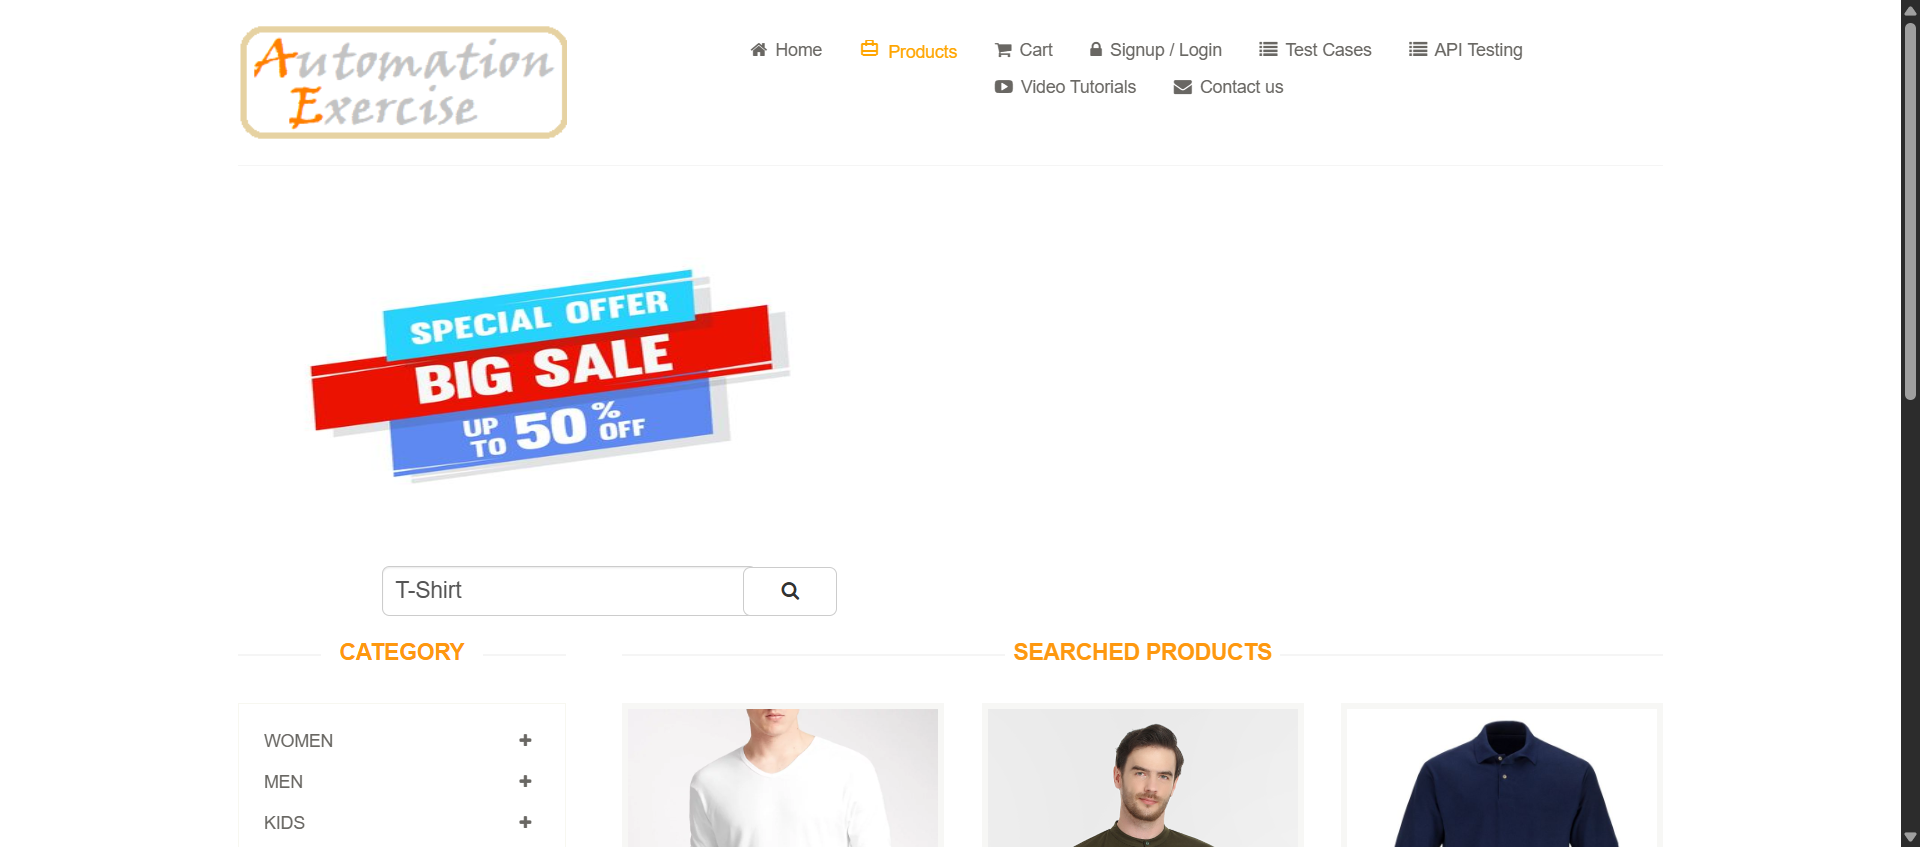 Automation
Exercise
Home
Products
Cart
Signup / Login
Test Cases
API Testing
Video Tutorials
Contact us
SPECIAL OFFER
BIG SALE
UP TO 50% OFF
T-Shirt
CATEGORY
SEARCHED PRODUCTS
WOMEN
MEN
KIDS